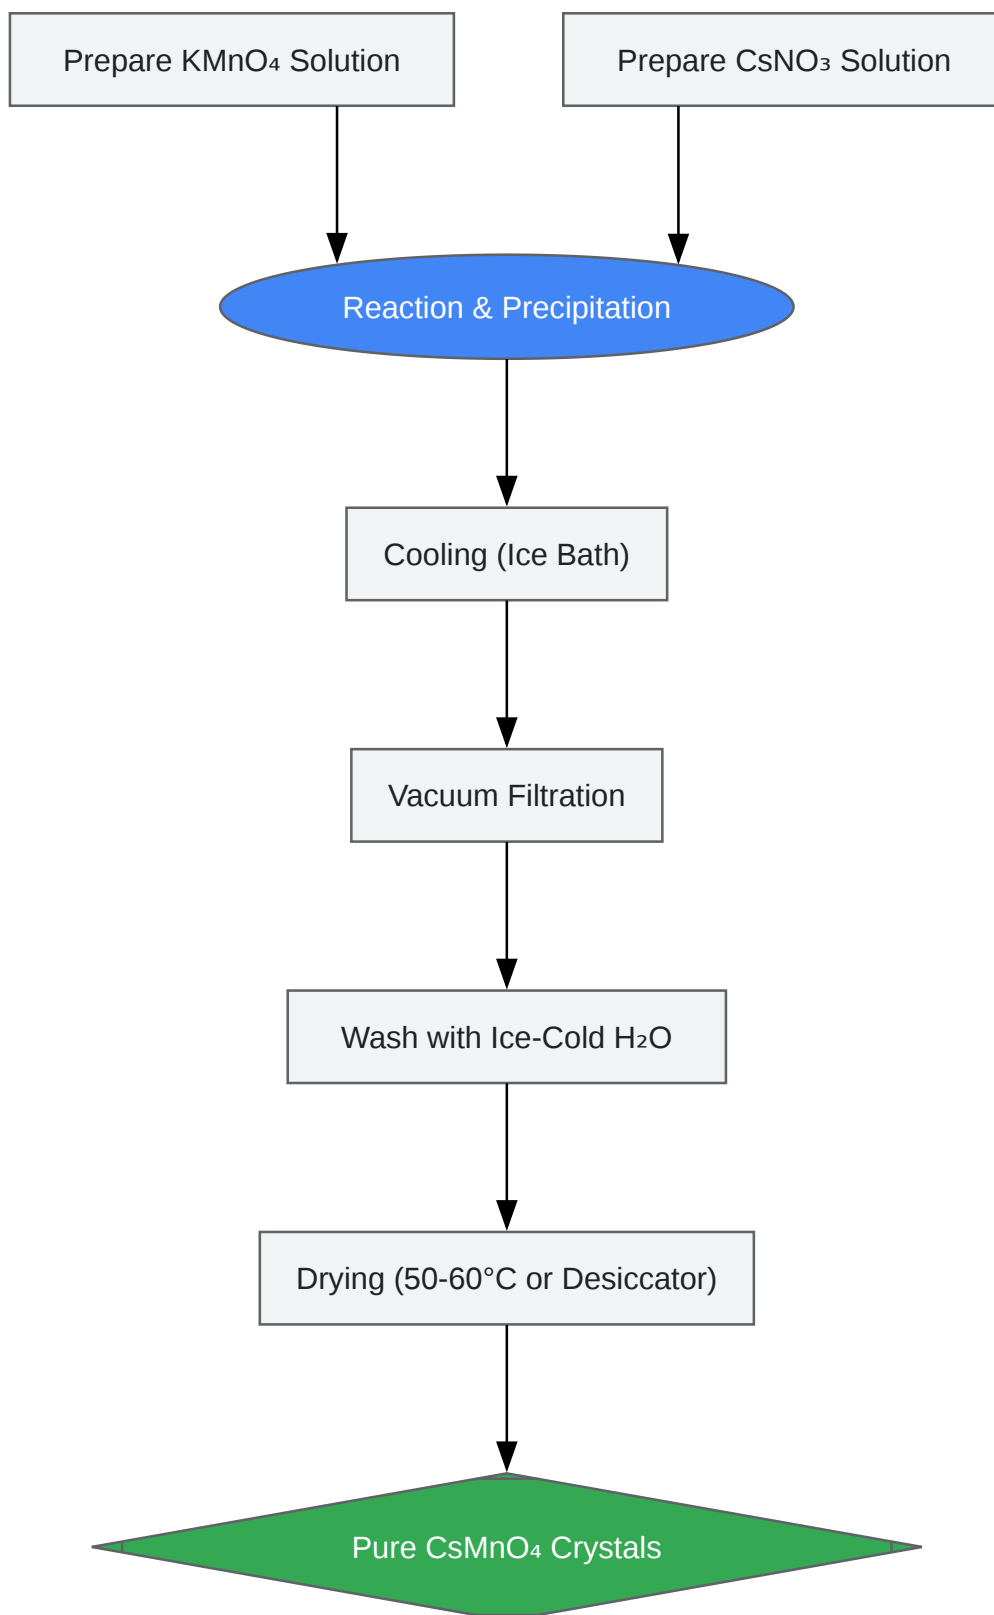 Prepare KMnO₄ Solution
Prepare CsNO₃ Solution
Reaction & Precipitation
Cooling (Ice Bath)
Vacuum Filtration
Wash with Ice-Cold H₂O
Drying (50-60°C or Desiccator)
Pure CsMnO₄ Crystals